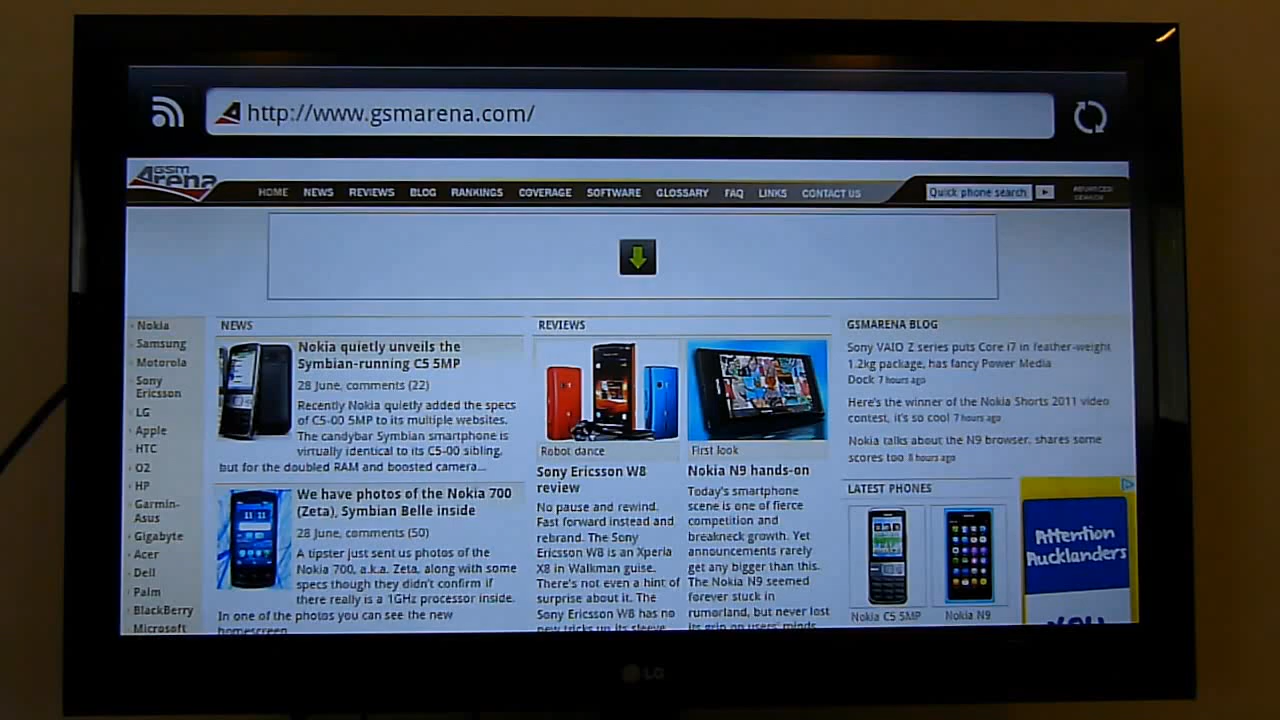 http://www.gsmarena.com/
GSM
Arena
HOME NEWS REVIEWS BLOG RANKINGS COVERAGE SOFTWARE GLOSSARY FAQ LINKS CONTACT US
Quick phone search
ADVANCED
SEARCH
Nokia
Samsung
Motorola
Sony
Ericsson
LG
Apple
HTC
O2
HP
Garmin-
Asus
Gigabyte
Acer
Dell
Palm
BlackBerry
Microsoft
NEWS
Nokia quietly unveils the
Symbian-running C5 5MP
28 June, comments (22)
Recently Nokia quietly added the specs
of C5-00 5MP to its multiple websites.
The candybar Symbian smartphone is
virtually identical to its C5-00 sibling,
but for the doubled RAM and boosted camera...
We have photos of the Nokia 700
(Zeta), Symbian Belle inside
28 June, comments (50)
A tipster just sent us photos of the
Nokia 700, a.k.a. Zeta, along with some
specs though they didn't confirm if
there really is a 1GHz processor inside.
In one of the photos you can see the new
homescreen
REVIEWS
Robot dance
Sony Ericsson W8
review
No pause and rewind.
Fast forward instead and
rebrand. The Sony
Ericsson W8 is an Xperia
X8 in Walkman guise.
There's not even a hint of
surprise about it. The
Sony Ericsson W8 has no
new tricks up its sleeve
First look
Nokia N9 hands-on
Today's smartphone
scene is one of fierce
competition and
breakneck growth. Yet
announcements rarely
get any bigger than this.
The Nokia N9 seemed
forever stuck in
rumorland, but never lost
its grip on users' minds
GSMARENA BLOG
Sony VAIO Z series puts Core i7 in feather-weight
1.2kg package, has fancy Power Media
Dock 7 hours ago
Here's the winner of the Nokia Shorts 2011 video
contest, it's so cool 7 hours ago
Nokia talks about the N9 browser, shares some
scores too 8 hours ago
LATEST PHONES
Nokia C5 5MP
Nokia N9
Attention
Aucklanders
YOU
LG